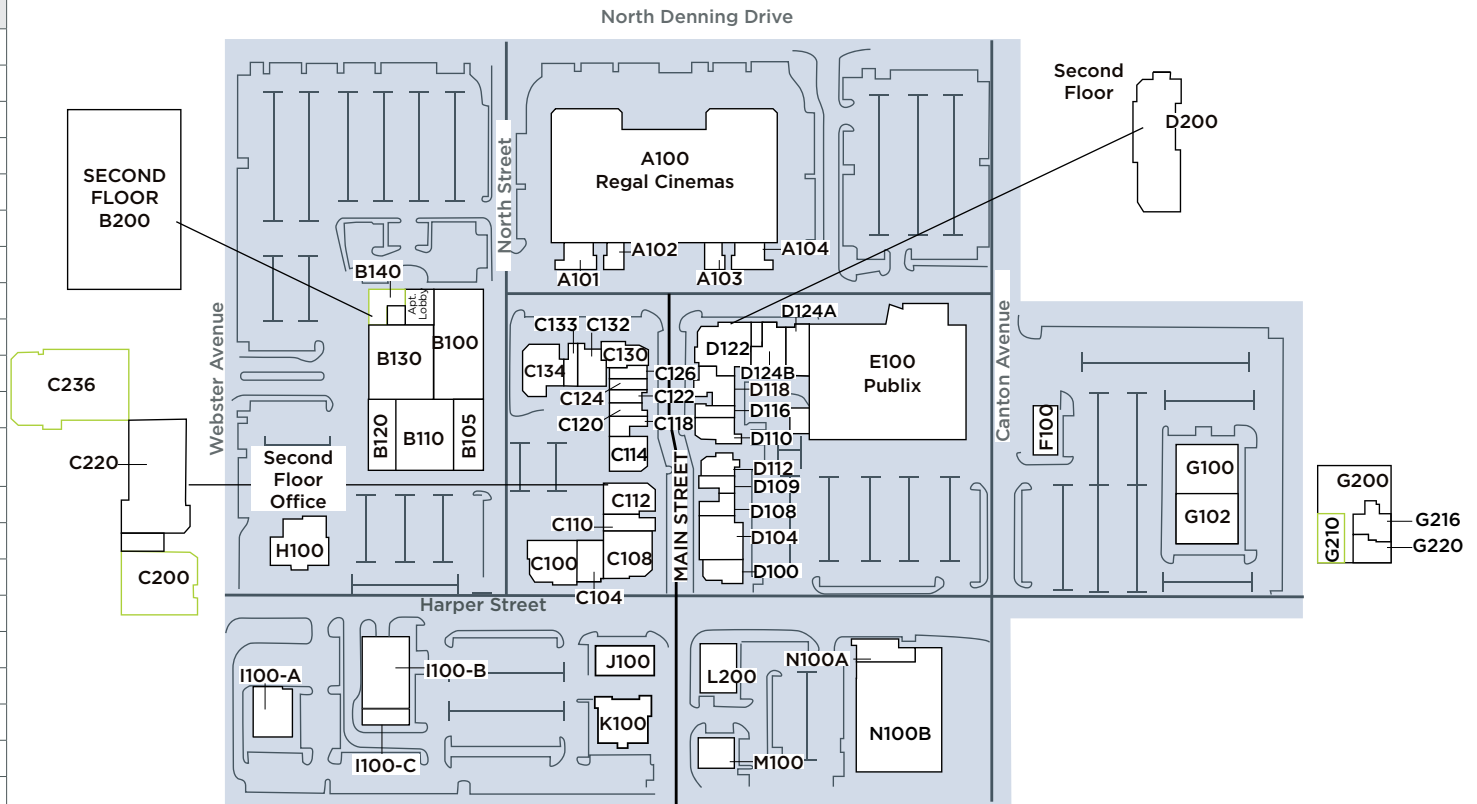 North Denning Drive
Second
Floor
D200
SECOND
FLOOR
B200
A100
Regal Cinemas
North Street
A101
A102
A103
A104
B140
Apt.
Lobby
B100
B130
B120
B110
B105
Webster Avenue
C236
C220
C200
Second
Floor
Office
H100
C133
C132
C130
C134
C126
C124
C122
C120
C118
C114
C112
C110
C100
C108
C104
MAIN STREET
D124A
D122
D124B
D118
D116
D110
D112
D109
D108
D104
D100
E100
Publix
Canton Avenue
F100
G100
G102
G200
G210
G216
G220
Harper Street
I100-A
I100-B
I100-C
J100
K100
L200
M100
N100A
N100B